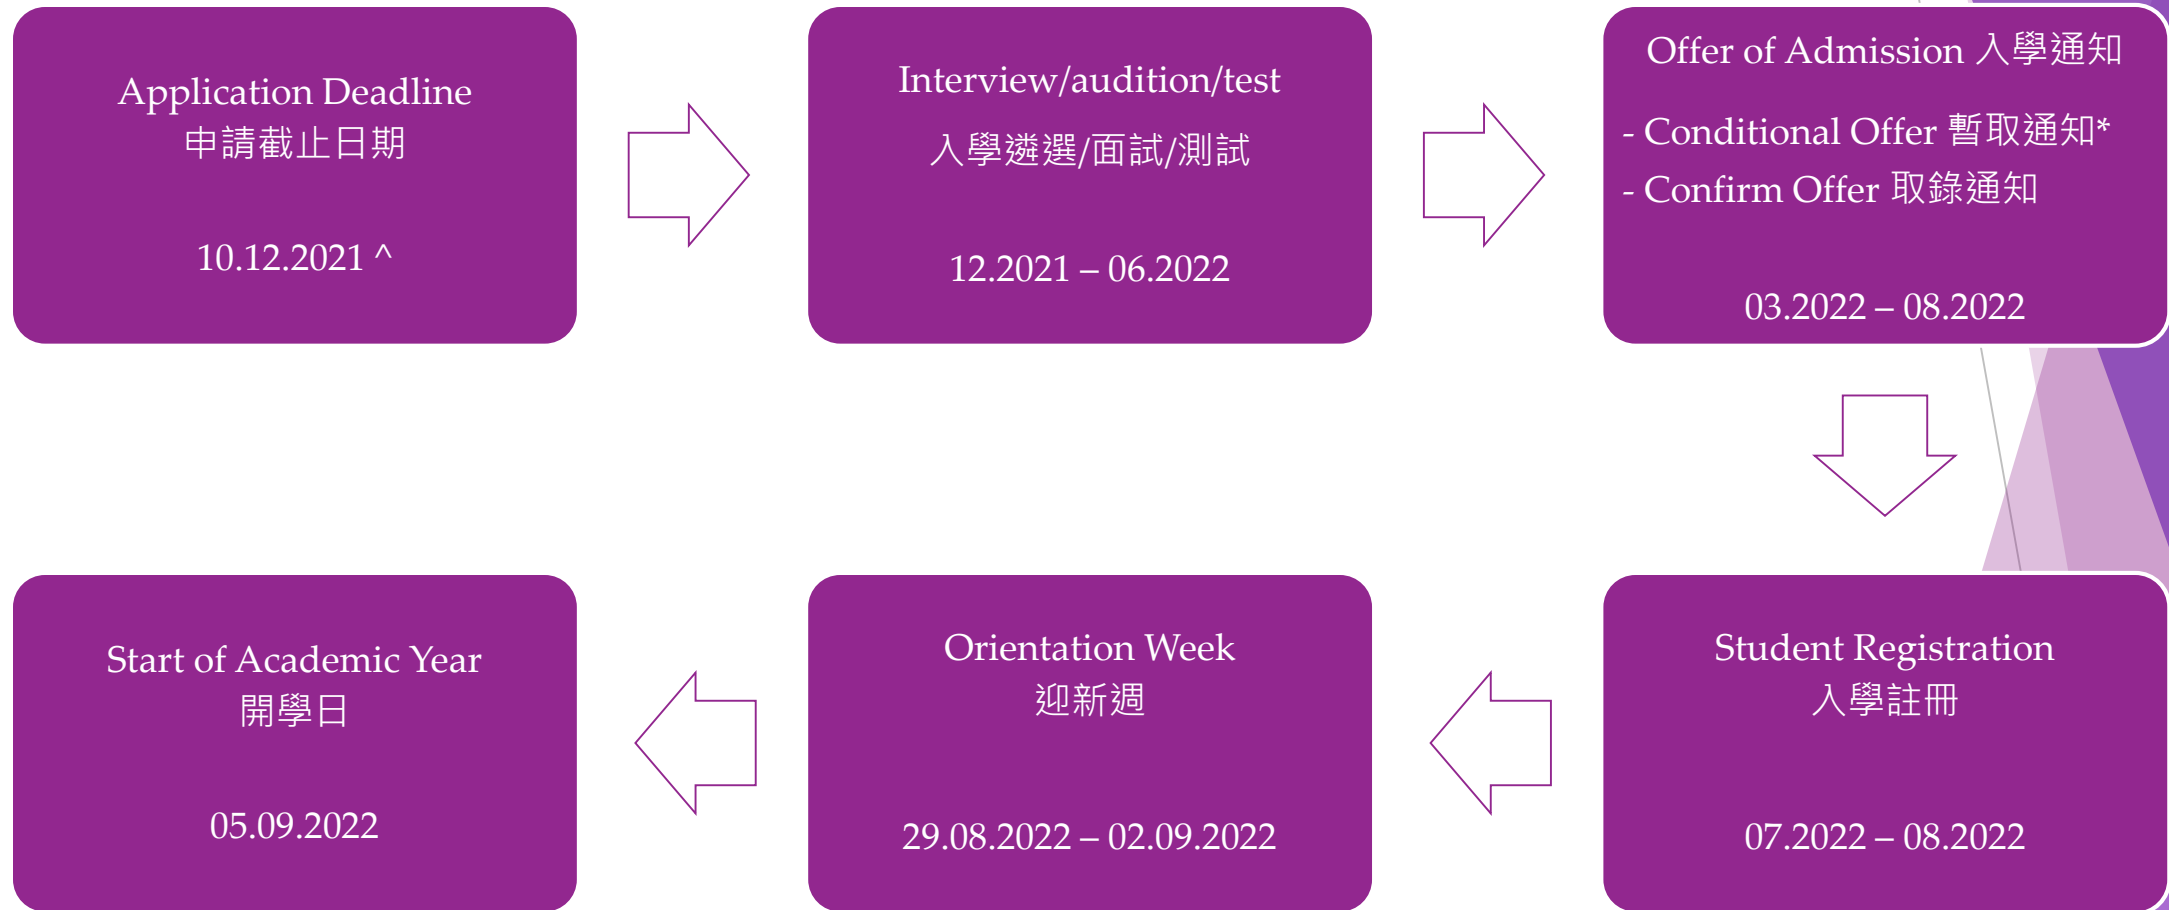 Application Deadline
申請截止日期
10.12.2021 ^
Interview/audition/test
入學遴選/面試/測試
12.2021 – 06.2022
Offer of Admission 入學通知
- Conditional Offer 暫取通知*
- Confirm Offer 取錄通知
03.2022 – 08.2022
Student Registration
入學註冊
07.2022 – 08.2022
Orientation Week
迎新週
29.08.2022 – 02.09.2022
Start of Academic Year
開學日
05.09.2022